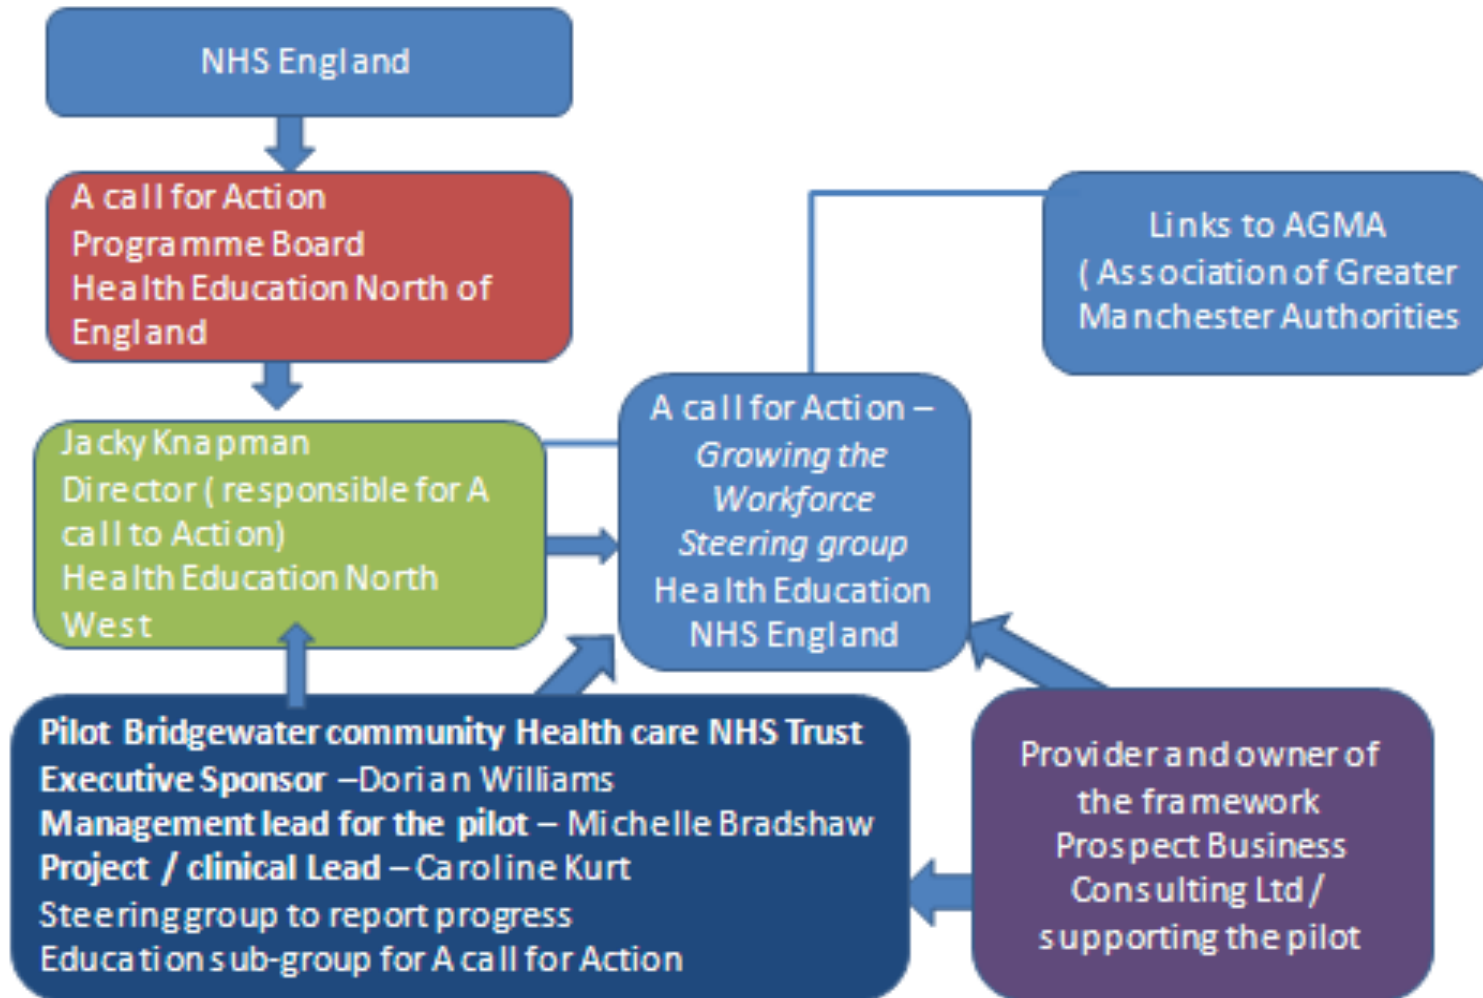 NHS England
A call for Action
Programme Board
Health Education North of
England
Links to AGMA
( Association of Greater
Manchester Authorities
Jacky Knapman
Director ( responsible for A
call to Action)
Health Education North
West
A call for Action –
Growing the
Workforce
Steering group
Health Education
NHS England
Pilot Bridgewater community Health care NHS Trust
Executive Sponsor –Dorian Williams
Management lead for the pilot – Michelle Bradshaw
Project / clinical Lead – Caroline Kurt
Steering group to report progress
Education sub-group for A call for Action
Provider and owner of
the framework
Prospect Business
Consulting Ltd /
supporting the pilot